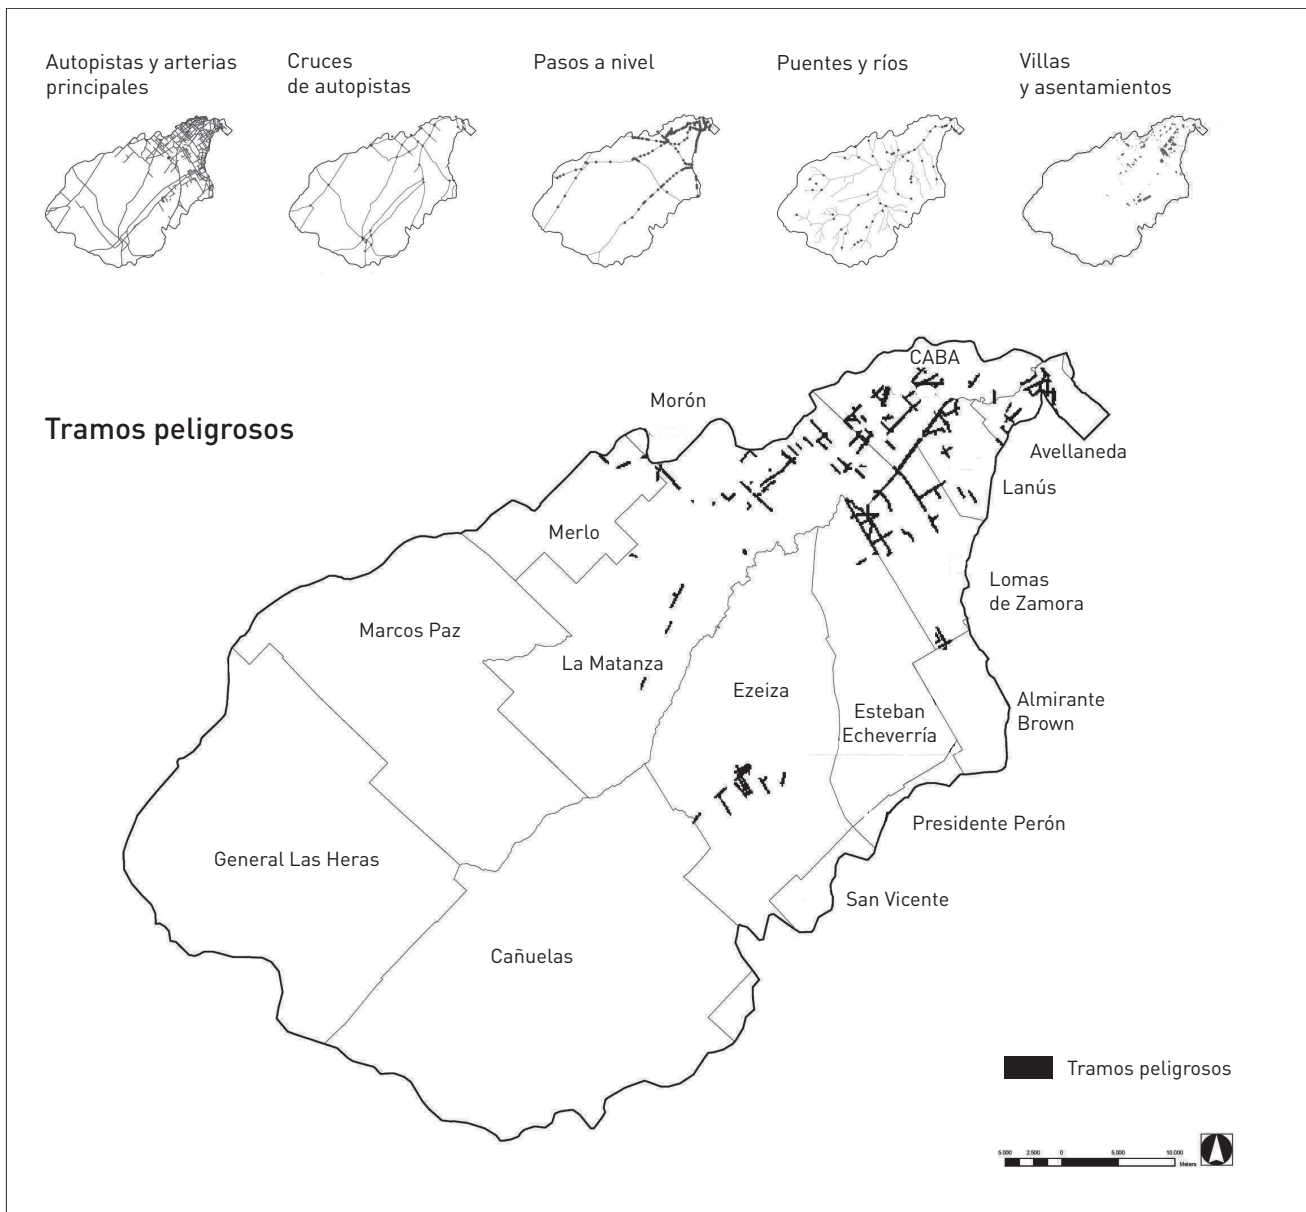 Autopistas y arterias
principales
Cruces
de autopistas
Pasos a nivel
Puentes y ríos
Villas
y asentamientos
Tramos peligrosos
CABA
Morón
Avellaneda
Lanús
Merlo
Lomas
de Zamora
Marcos Paz
La Matanza
Ezeiza
Almirante
Brown
Esteban
Echeverría
Presidente Perón
General Las Heras
San Vicente
Cañuelas
Tramos peligrosos
5.000 2.500 0 5.000 10.000
Meters